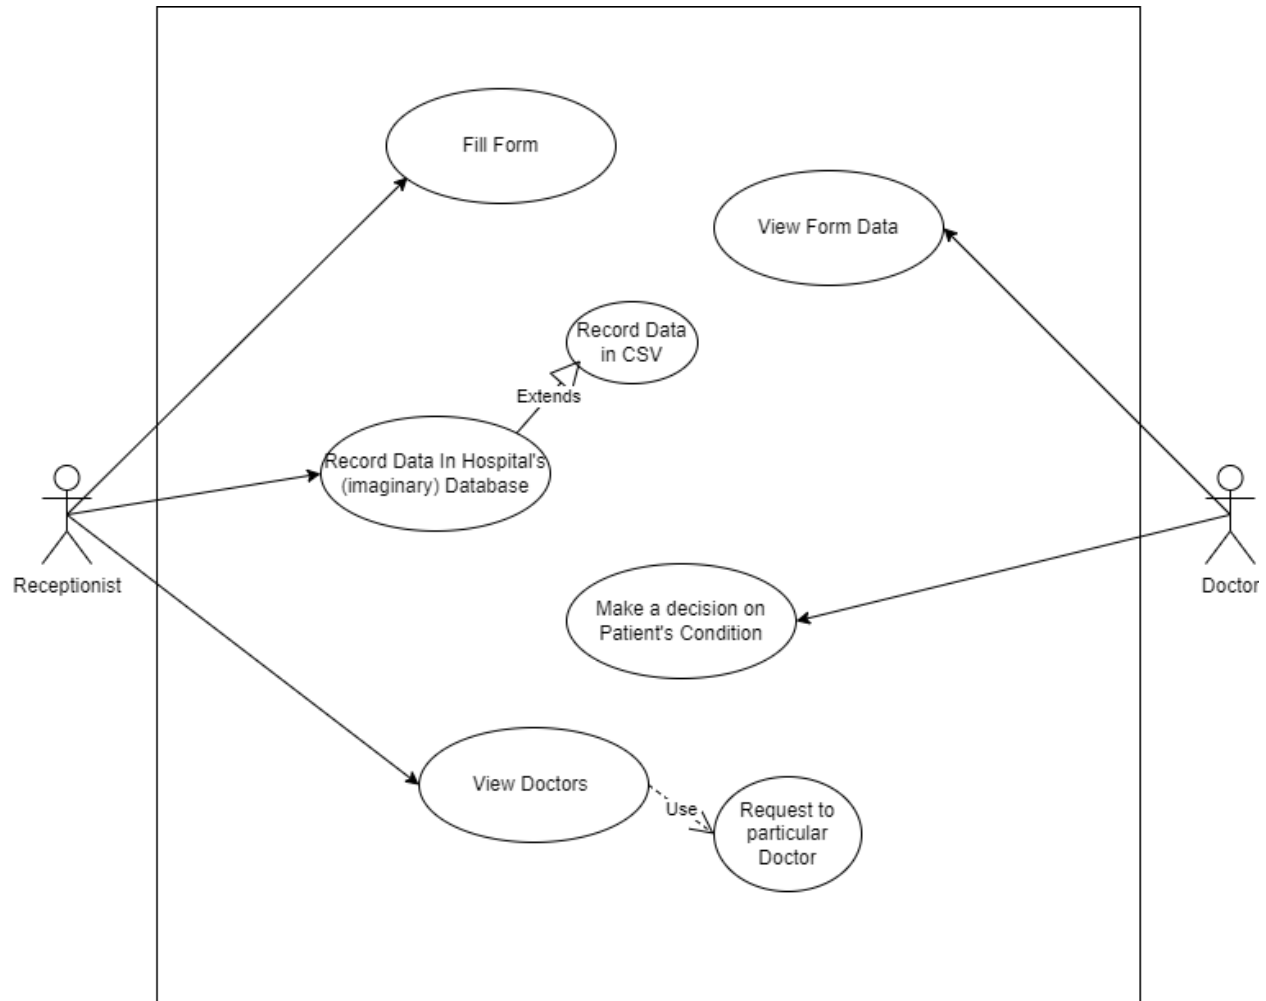 Fill Form
View Form Data
Record Data
in CSV
Extends
Record Data In Hospital's
(imaginary) Database
Receptionist
Doctor
Make a decision on
Patient's Condition
View Doctors
Use
Request to
particular
Doctor